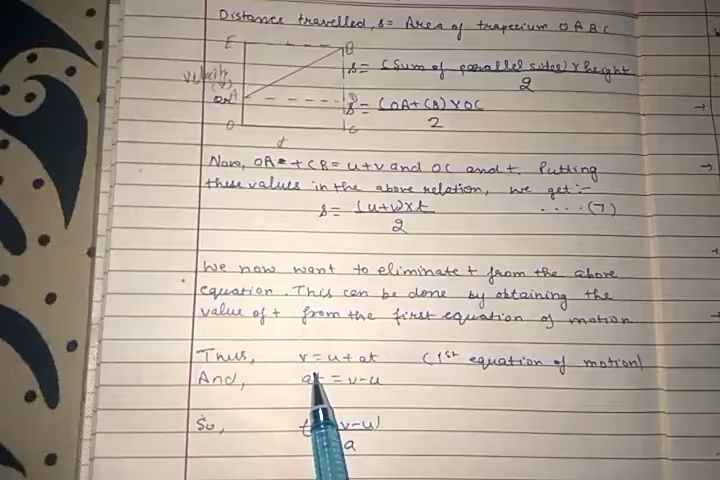 Distance travelled, s = Area of trapezium OABC
E
B
s = (Sum of parallel sides) x height
2
Velocity
(v)
A
D
s = (OA + CB) x OC
2
O
C
t
Now, OA + CB = u + v and OC and t. Putting
these values in the above relation, we get:-
s = (u+v) x t ....(7)
2
We now want to eliminate t from the above
equation. This can be done by obtaining the
value of t from the first equation of motion
Thus, v = u + at (1st equation of motion)
And, at = v-u
So, t v-u)
a